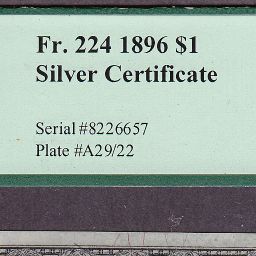 Fr. 224 1896 $1
Silver Certificate
Serial #8226657
Plate #A29/22